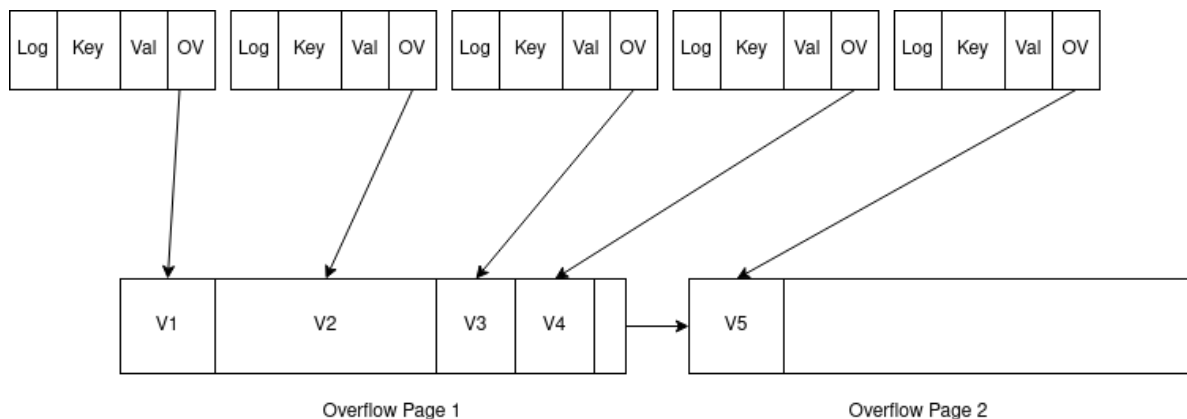 Log Key Val OV Log Key Val OV Log Key Val OV Log Key Val OV Log Key Val OV
V1 V2 V3 V4 V5
Overflow Page 1 Overflow Page 2